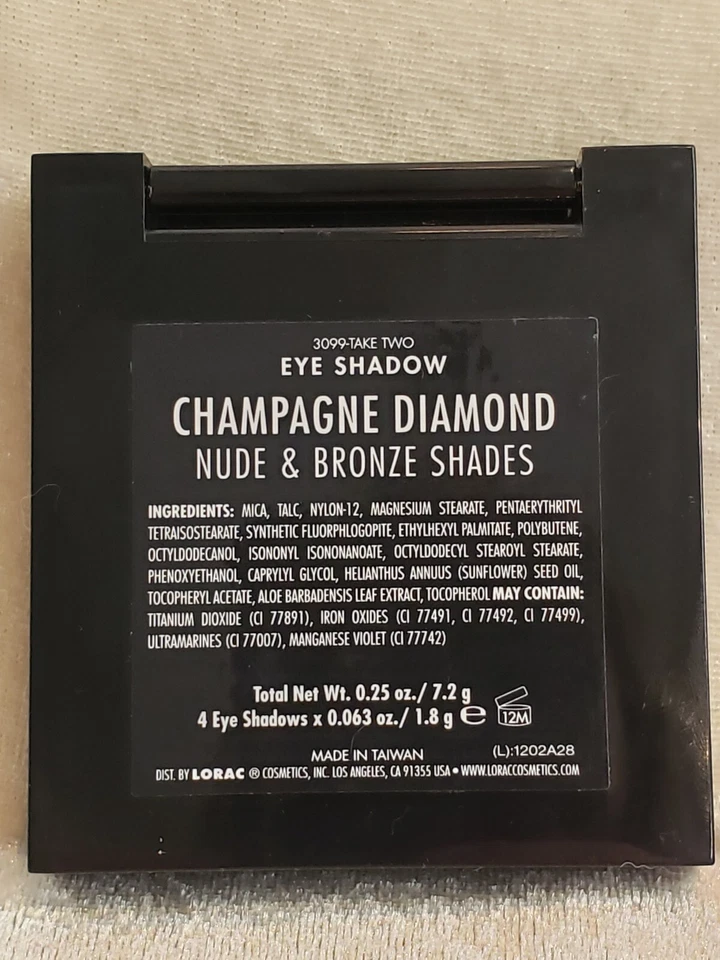 3099-TAKE TWO
EYE SHADOW
CHAMPAGNE DIAMOND
NUDE & BRONZE SHADES
INGREDIENTS: MICA, TALC, NYLON-12, MAGNESIUM STEARATE, PENTAERYTHRITYL
TETRAISOSTEARATE, SYNTHETIC FLUORPHLOGOPITE, ETHYLHEXYL PALMITATE, POLYBUTENE,
OCTYLDODECANOL, ISONONYL ISONONANOATE, OCTYLDODECYL STEAROYL STEARATE,
PHENOXYETHANOL, CAPRYLYL GLYCOL, HELIANTHUS ANNUUS (SUNFLOWER) SEED OIL,
TOCOPHERYL ACETATE, ALOE BARBADENSIS LEAF EXTRACT, TOCOPHEROL MAY CONTAIN:
TITANIUM DIOXIDE (CI 77891), IRON OXIDES (CI 77491, CI 77492, CI 77499),
ULTRAMARINES (CI 77007), MANGANESE VIOLET (CI 77742)
Total Net Wt. 0.25 oz./ 7.2 g
4 Eye Shadows x 0.063 oz./ 1.8 g ℮ 12M
MADE IN TAIWAN (L):1202A28
DIST. BY LORAC ® COSMETICS, INC. LOS ANGELES, CA 91355 USA • WWW.LORACCOSMETICS.COM